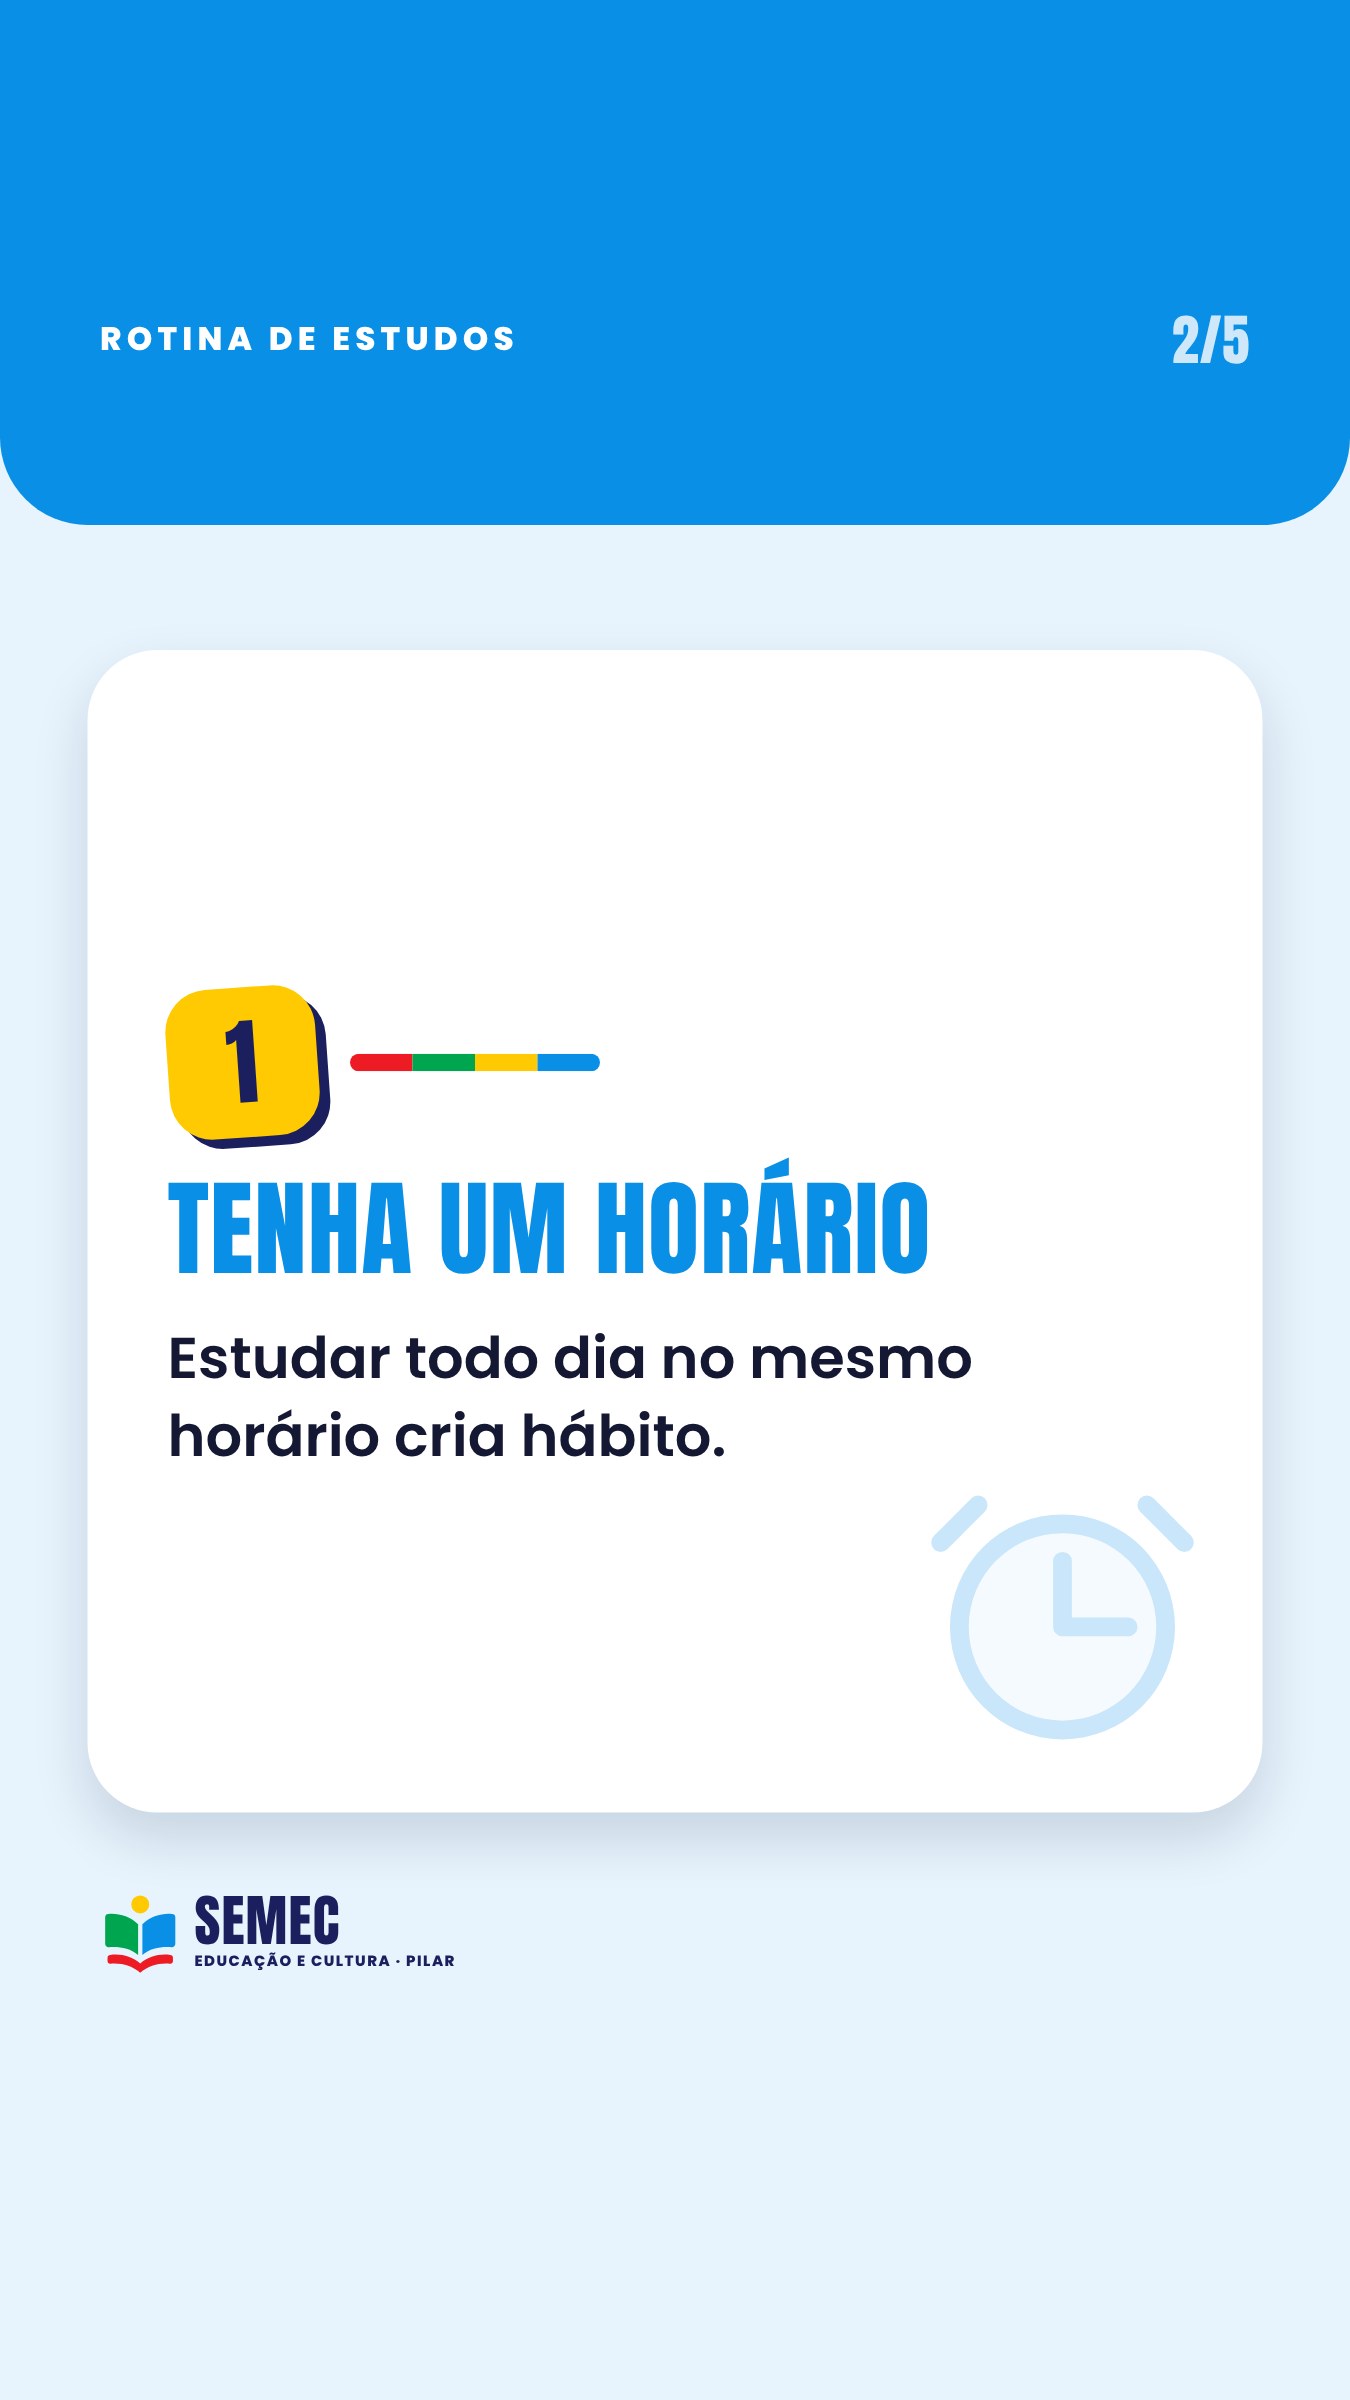 ROTINA DE ESTUDOS
2/5
1
TENHA UM HORÁRIO
Estudar todo dia no mesmo
horário cria hábito.
SEMEC
EDUCAÇÃO E CULTURA · PILAR